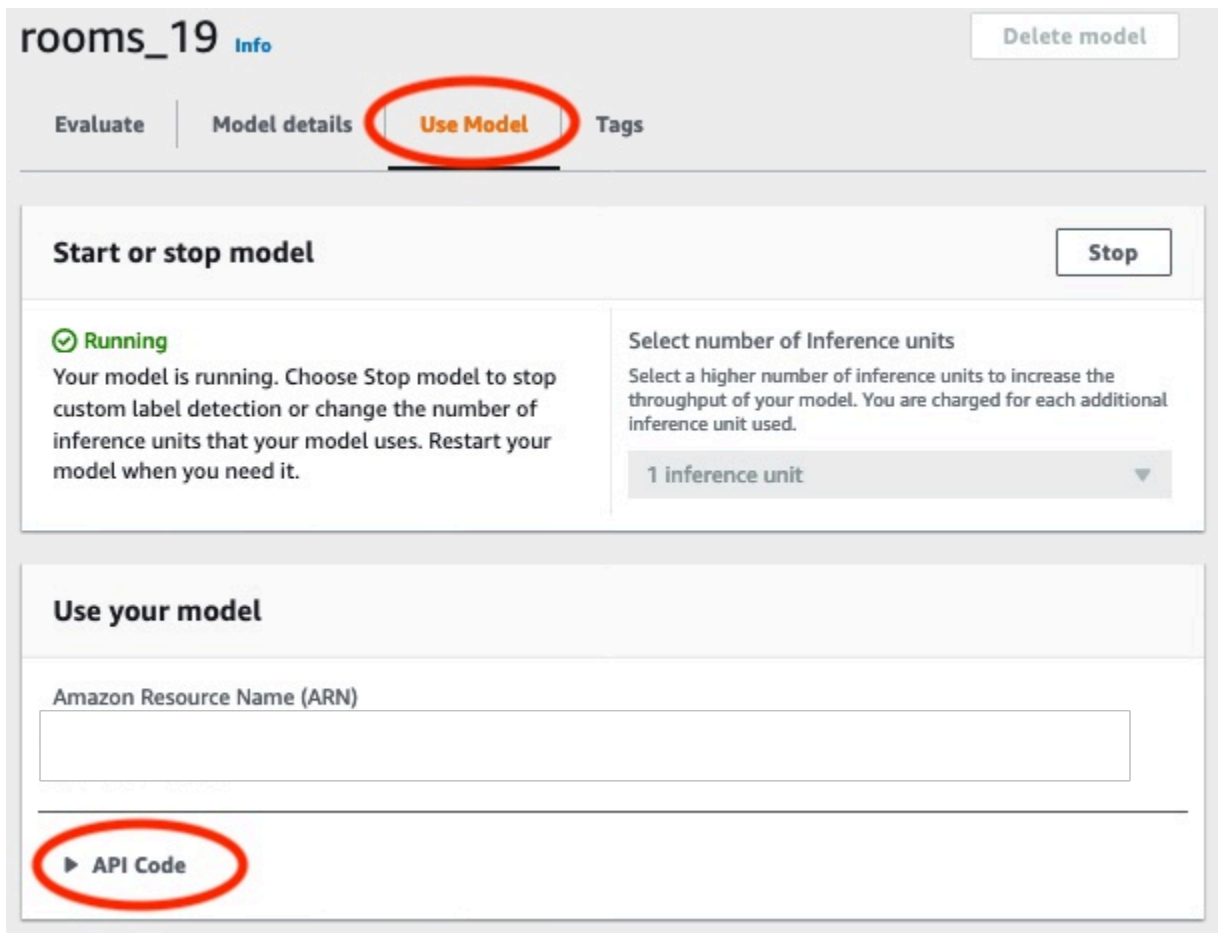 rooms_19 Info
Delete model
Evaluate
Model details
Use Model
Tags
Start or stop model
Stop
Running
Your model is running. Choose Stop model to stop
custom label detection or change the number of
inference units that your model uses. Restart your
model when you need it.
Select number of Inference units
Select a higher number of inference units to increase the
throughput of your model. You are charged for each additional
inference unit used.
1 inference unit
Use your model
Amazon Resource Name (ARN)
API Code